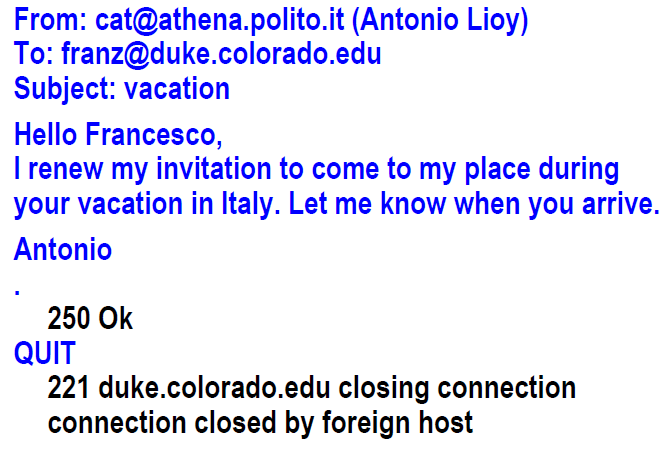 From: cat@athena.polito.it (Antonio Lioy)
To: franz@duke.colorado.edu
Subject: vacation
Hello Francesco,
I renew my invitation to come to my place during
your vacation in Italy. Let me know when you arrive.
Antonio
.
250 Ok
QUIT
221 duke.colorado.edu closing connection
connection closed by foreign host